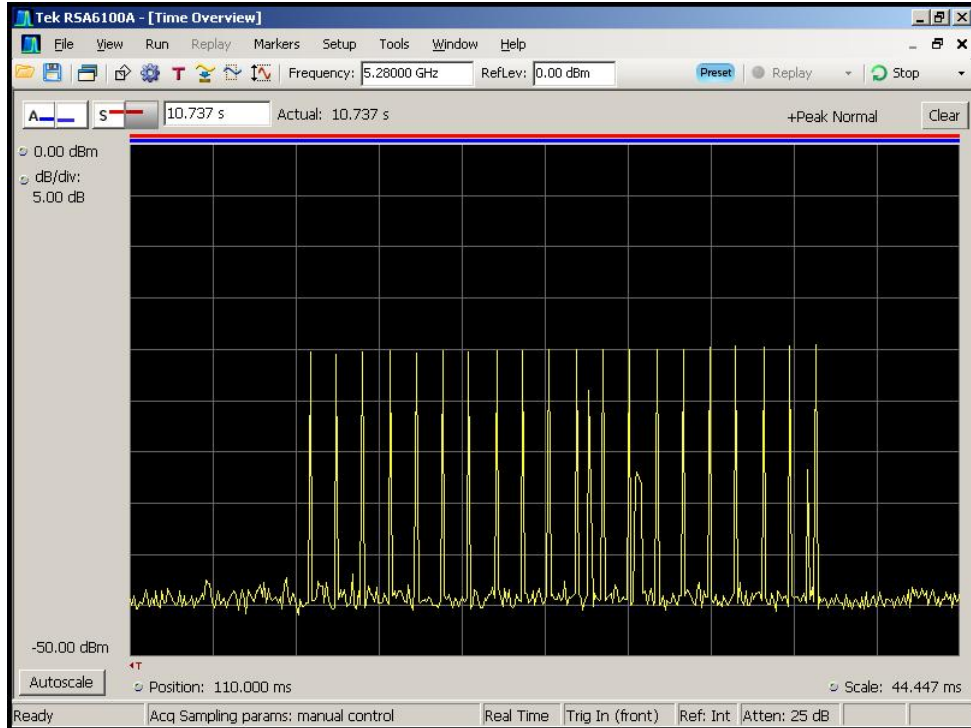 Tek RSA6100A - [Time Overview]
File View Run Replay Markers Setup Tools Window Help
T Frequency: 5.28000 GHz RefLev: 0.00 dBm Preset Replay Stop
A S 10.737 s Actual: 10.737 s +Peak Normal Clear
0.00 dBm
dB/div:
5.00 dB
-50.00 dBm
T
Autoscale Position: 110.000 ms Scale: 44.447 ms
Ready Acq Sampling params: manual control Real Time Trig In (front) Ref: Int Atten: 25 dB